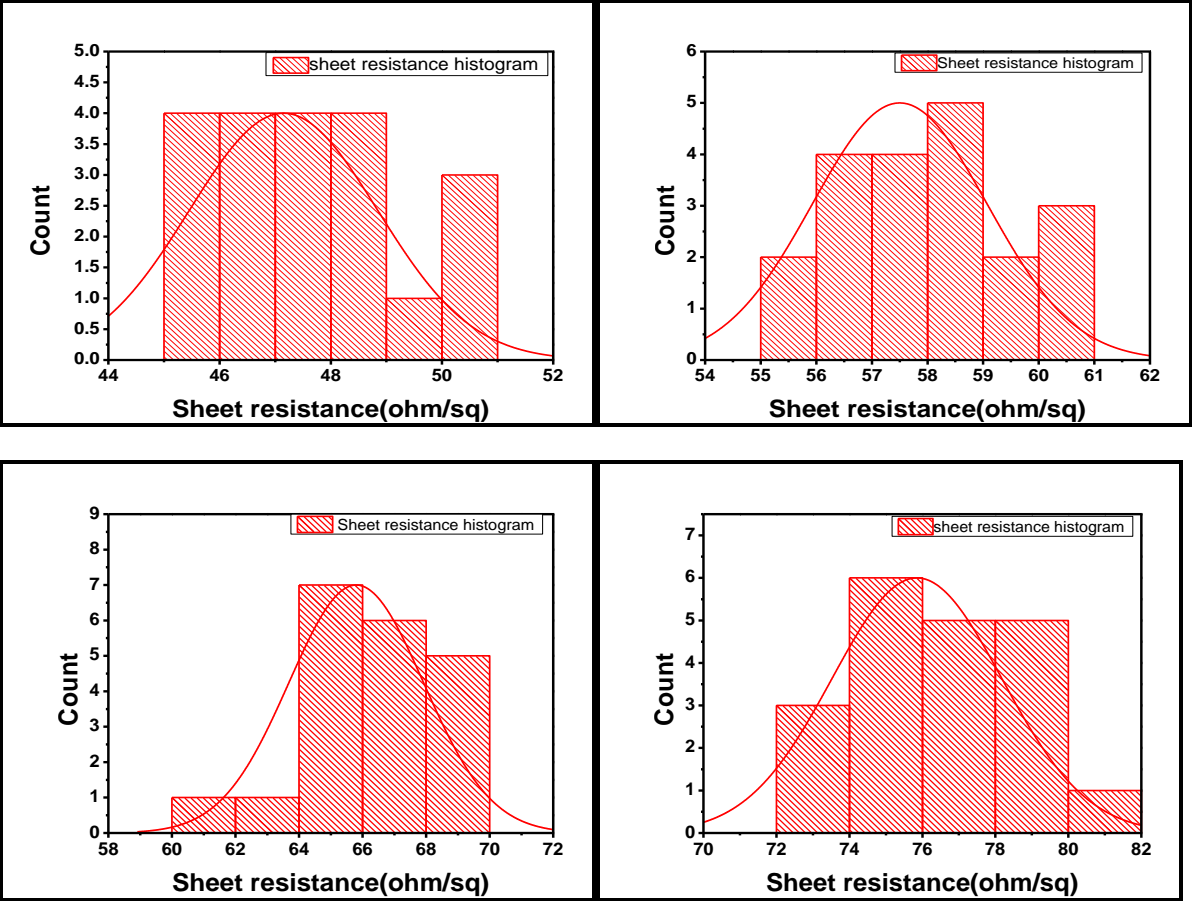 5.0
4.5
4.0
3.5
3.0
2.5
2.0
1.5
1.0
0.5
0.0
Count
sheet resistance histogram
44 46 48 50 52
Sheet resistance(ohm/sq)
6
5
4
3
2
1
0
Count
Sheet resistance histogram
54 55 56 57 58 59 60 61 62
Sheet resistance(ohm/sq)
9
8
7
6
5
4
3
2
1
0
Count
Sheet resistance histogram
58 60 62 64 66 68 70 72
Sheet resistance(ohm/sq)
7
6
5
4
3
2
1
0
Count
sheet resistance histogram
70 72 74 76 78 80 82
Sheet resistance(ohm/sq)